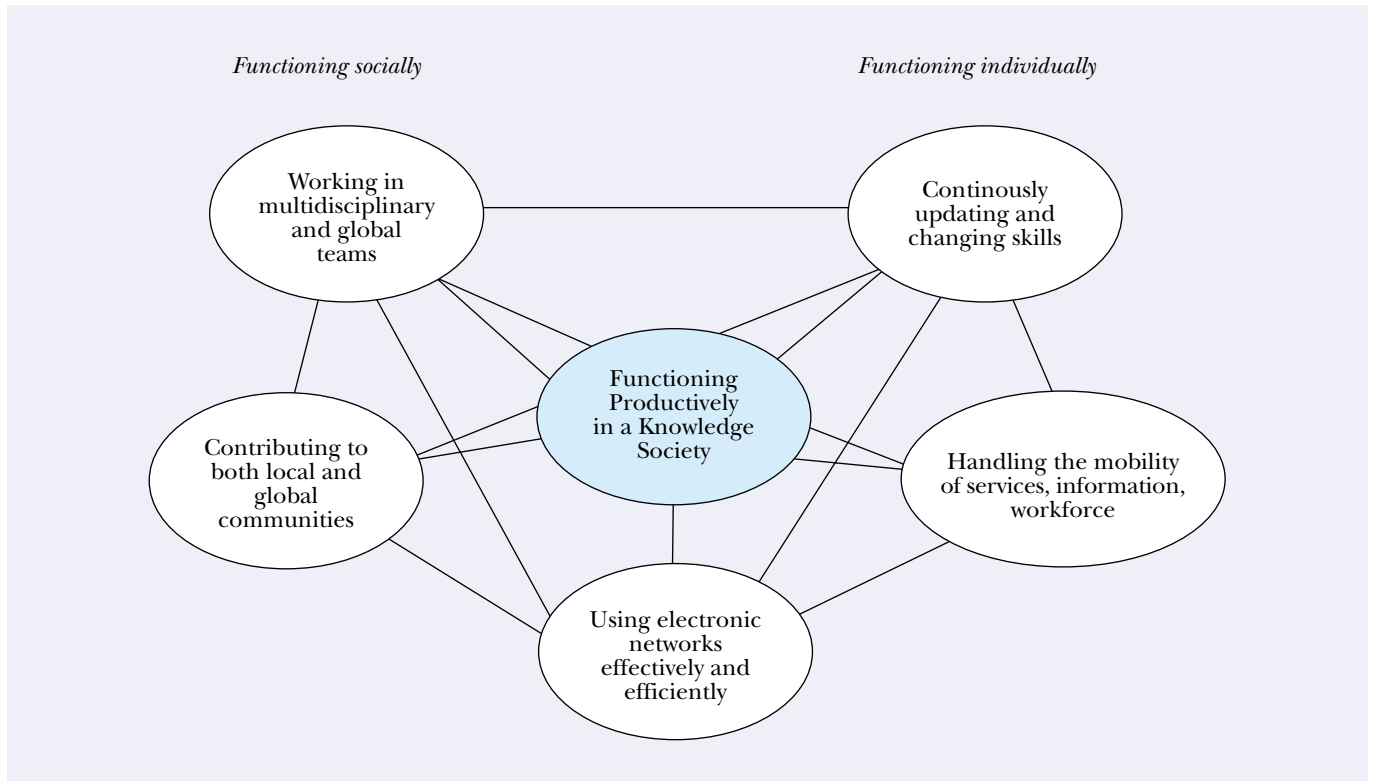 Functioning socially
Functioning individually
Working in
multidisciplinary
and global
teams
Continously
updating and
changing skills
Functioning
Productively
in a Knowledge
Society
Contributing to
both local and
global
communities
Handling the mobility
of services, information,
workforce
Using electronic
networks
effectively and
efficiently